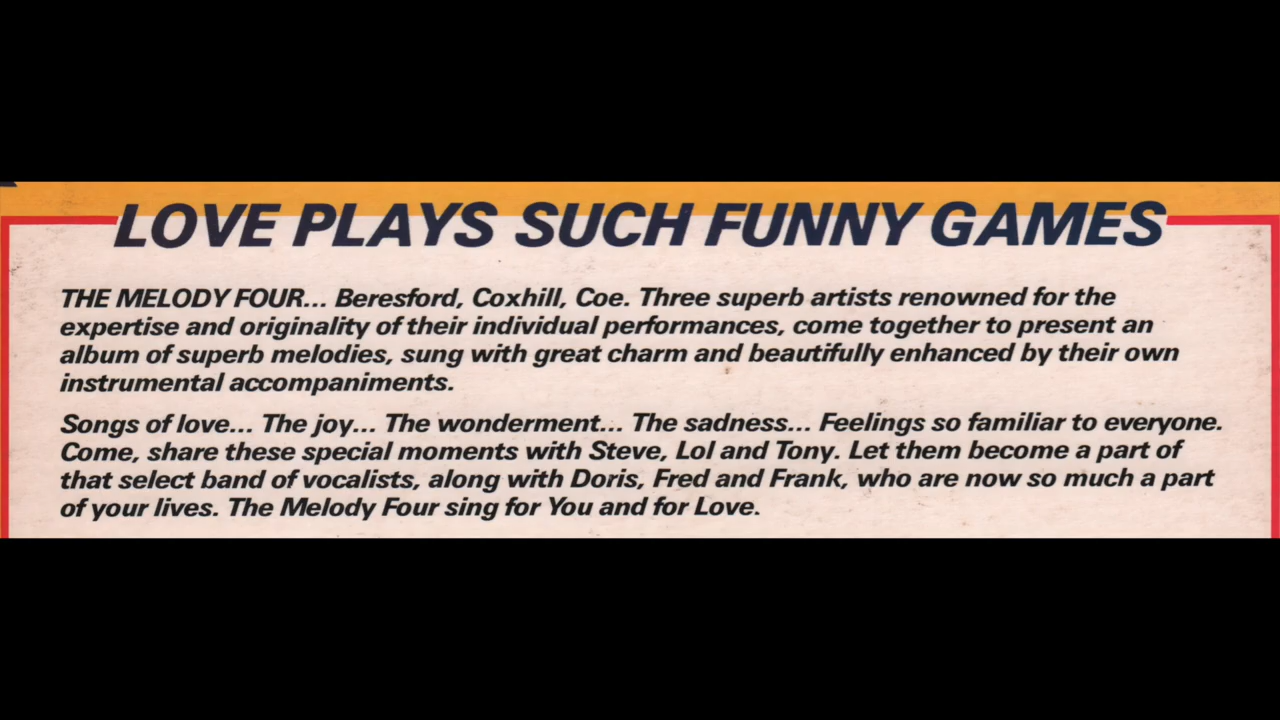 LOVE PLAYS SUCH FUNNY GAMES
THE MELODY FOUR... Beresford, Coxhill, Coe. Three superb artists renowned for the
expertise and originality of their individual performances, come together to present an
album of superb melodies, sung with great charm and beautifully enhanced by their own
instrumental accompaniments.
Songs of love... The joy... The wonderment... The sadness... Feelings so familiar to everyone.
Come, share these special moments with Steve, Lol and Tony. Let them become a part of
that select band of vocalists, along with Doris, Fred and Frank, who are now so much a part
of your lives. The Melody Four sing for You and for Love.